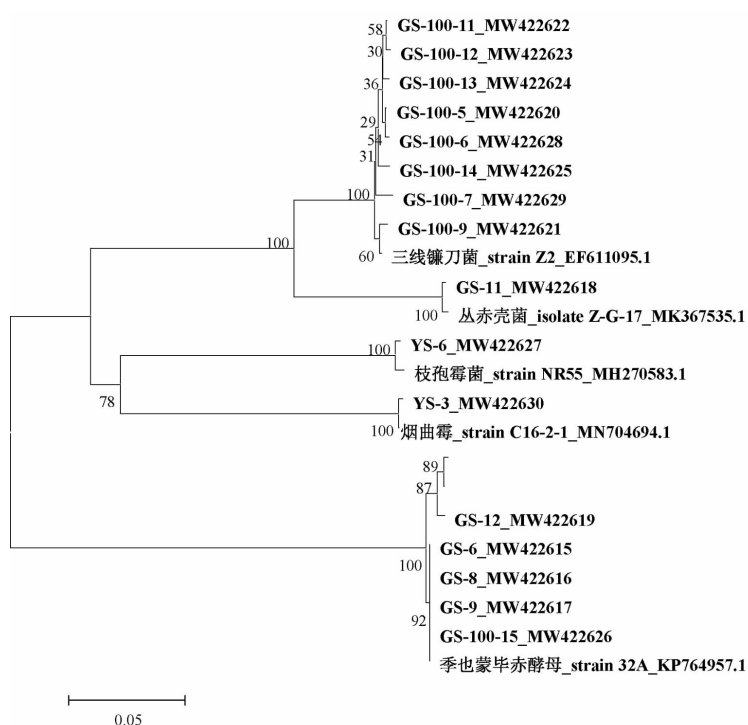 58
GS-100-11_MW422622
30
GS-100-12_MW422623
36
GS-100-13_MW422624
GS-100-5_MW422620
29
GS-100-6_MW422628
54
31
GS-100-14_MW422625
100
GS-100-7_MW422629
GS-100-9_MW422621
100
60
三线镰刀菌_strain Z2_EF611095.1
GS-11_MW422618
100
丛赤壳菌_isolate Z-G-17_MK367535.1
YS-6_MW422627
100
枝孢霉菌_strain NR55_MH270583.1
78
YS-3_MW422630
100
烟曲霉_strain C16-2-1_MN704694.1
89
87
GS-12_MW422619
GS-6_MW422615
100
GS-8_MW422616
GS-9_MW422617
92
GS-100-15_MW422626
季也蒙毕赤酵母_strain 32A_KP764957.1
0.05